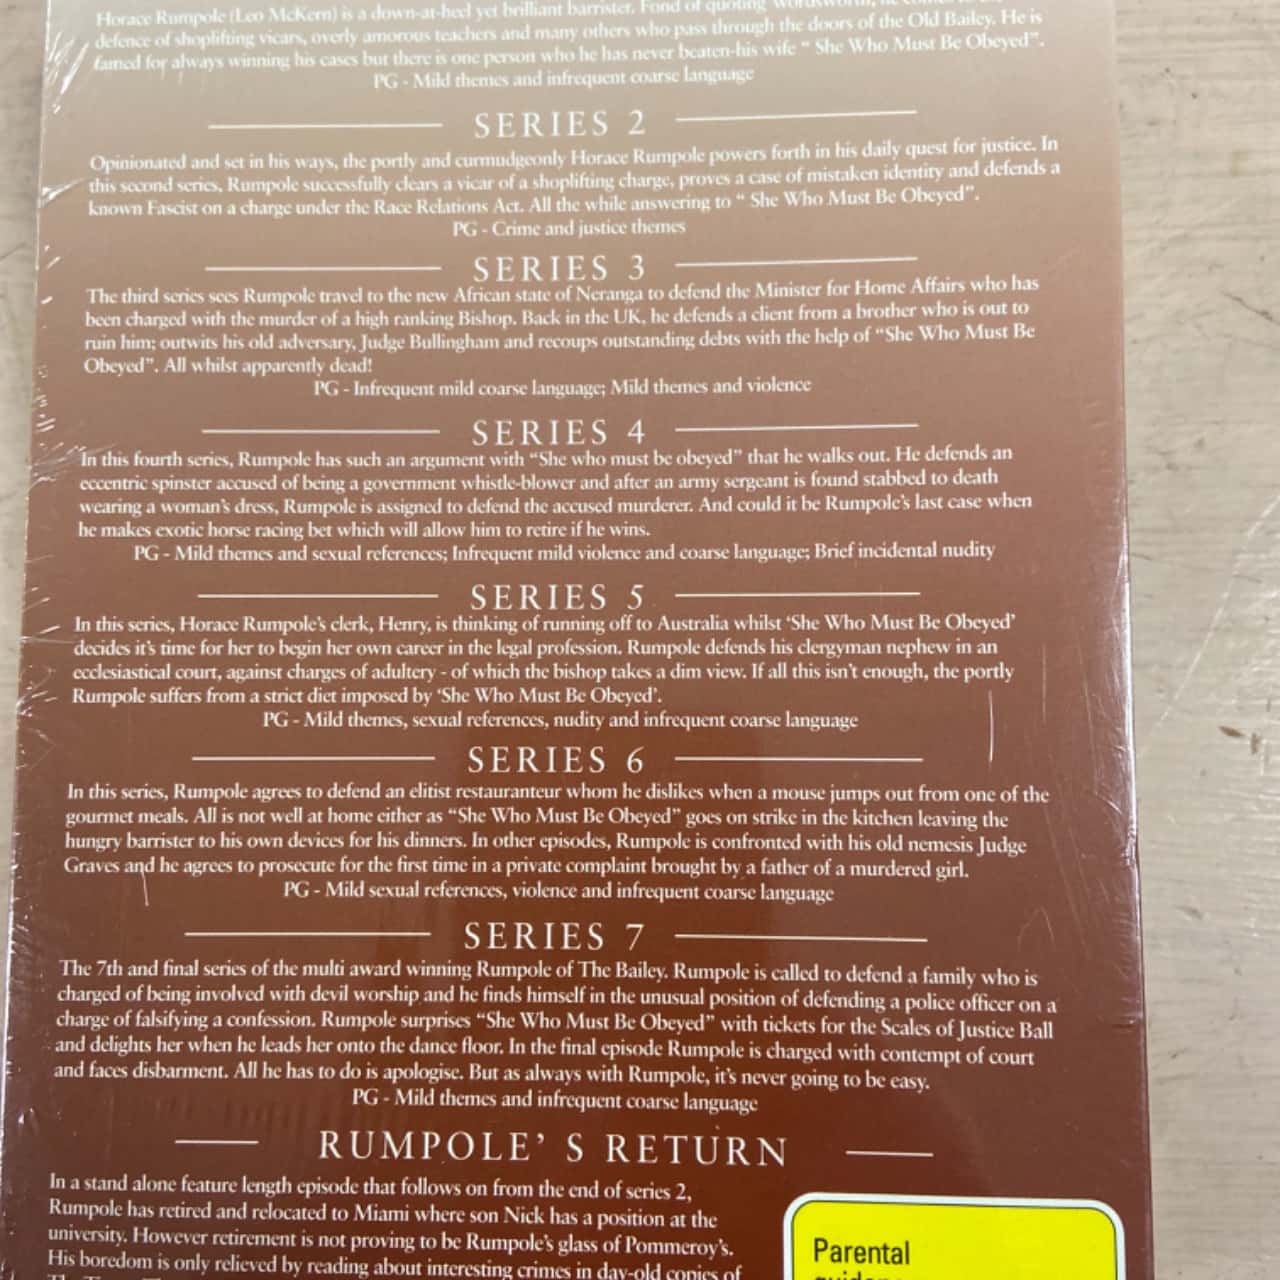 Horace Rumpole (Leo McKern) is a down-at-heel yet brilliant barrister. Fond of quoting Wordsworth,
defence of shoplifting vicars, overly amorous teachers and many others who pass through the doors of the Old Bailey. He is
famed for always winning his cases but there is one person who he has never beaten-his wife “ She Who Must Be Obeyed”.
PG - Mild themes and infrequent coarse language
SERIES 2
Opinionated and set in his ways, the portly and curmudgeonly Horace Rumpole powers forth in his daily quest for justice. In
this second series, Rumpole successfully clears a vicar of a shoplifting charge, proves a case of mistaken identity and defends a
known Fascist on a charge under the Race Relations Act. All the while answering to “ She Who Must Be Obeyed”.
PG - Crime and justice themes
SERIES 3
The third series sees Rumpole travel to the new African state of Neranga to defend the Minister for Home Affairs who has
been charged with the murder of a high ranking Bishop. Back in the UK, he defends a client from a brother who is out to
ruin him; outwits his old adversary, Judge Bullingham and recoups outstanding debts with the help of “She Who Must Be
Obeyed”. All whilst apparently dead!
PG - Infrequent mild coarse language; Mild themes and violence
SERIES 4
In this fourth series, Rumpole has such an argument with “She who must be obeyed” that he walks out. He defends an
eccentric spinster accused of being a government whistle-blower and after an army sergeant is found stabbed to death
wearing a woman's dress, Rumpole is assigned to defend the accused murderer. And could it be Rumpole's last case when
he makes exotic horse racing bet which will allow him to retire if he wins.
PG - Mild themes and sexual references; Infrequent mild violence and coarse language; Brief incidental nudity
SERIES 5
In this series, Horace Rumpole's clerk, Henry, is thinking of running off to Australia whilst ‘She Who Must Be Obeyed’
decides it's time for her to begin her own career in the legal profession. Rumpole defends his clergyman nephew in an
ecclesiastical court, against charges of adultery - of which the bishop takes a dim view. If all this isn't enough, the portly
Rumpole suffers from a strict diet imposed by ‘She Who Must Be Obeyed’.
PG - Mild themes, sexual references, nudity and infrequent coarse language
SERIES 6
In this series, Rumpole agrees to defend an elitist restauranteur whom he dislikes when a mouse jumps out from one of the
gourmet meals. All is not well at home either as “She Who Must Be Obeyed” goes on strike in the kitchen leaving the
hungry barrister to his own devices for his dinners. In other episodes, Rumpole is confronted with his old nemesis Judge
Graves and he agrees to prosecute for the first time in a private complaint brought by a father of a murdered girl.
PG - Mild sexual references, violence and infrequent coarse language
SERIES 7
The 7th and final series of the multi award winning Rumpole of The Bailey. Rumpole is called to defend a family who is
charged of being involved with devil worship and he finds himself in the unusual position of defending a police officer on a
charge of falsifying a confession. Rumpole surprises “She Who Must Be Obeyed” with tickets for the Scales of Justice Ball
and delights her when he leads her onto the dance floor. In the final episode Rumpole is charged with contempt of court
and faces disbarment. All he has to do is apologise. But as always with Rumpole, it's never going to be easy.
PG - Mild themes and infrequent coarse language
RUMPOLE' S RETURN
In a stand alone feature length episode that follows on from the end of series 2,
Rumpole has retired and relocated to Miami where son Nick has a position at the
university. However retirement is not proving to be Rumpole's glass of Pommeroy's.
His boredom is only relieved by reading about interesting crimes in day-old copies of
Parental